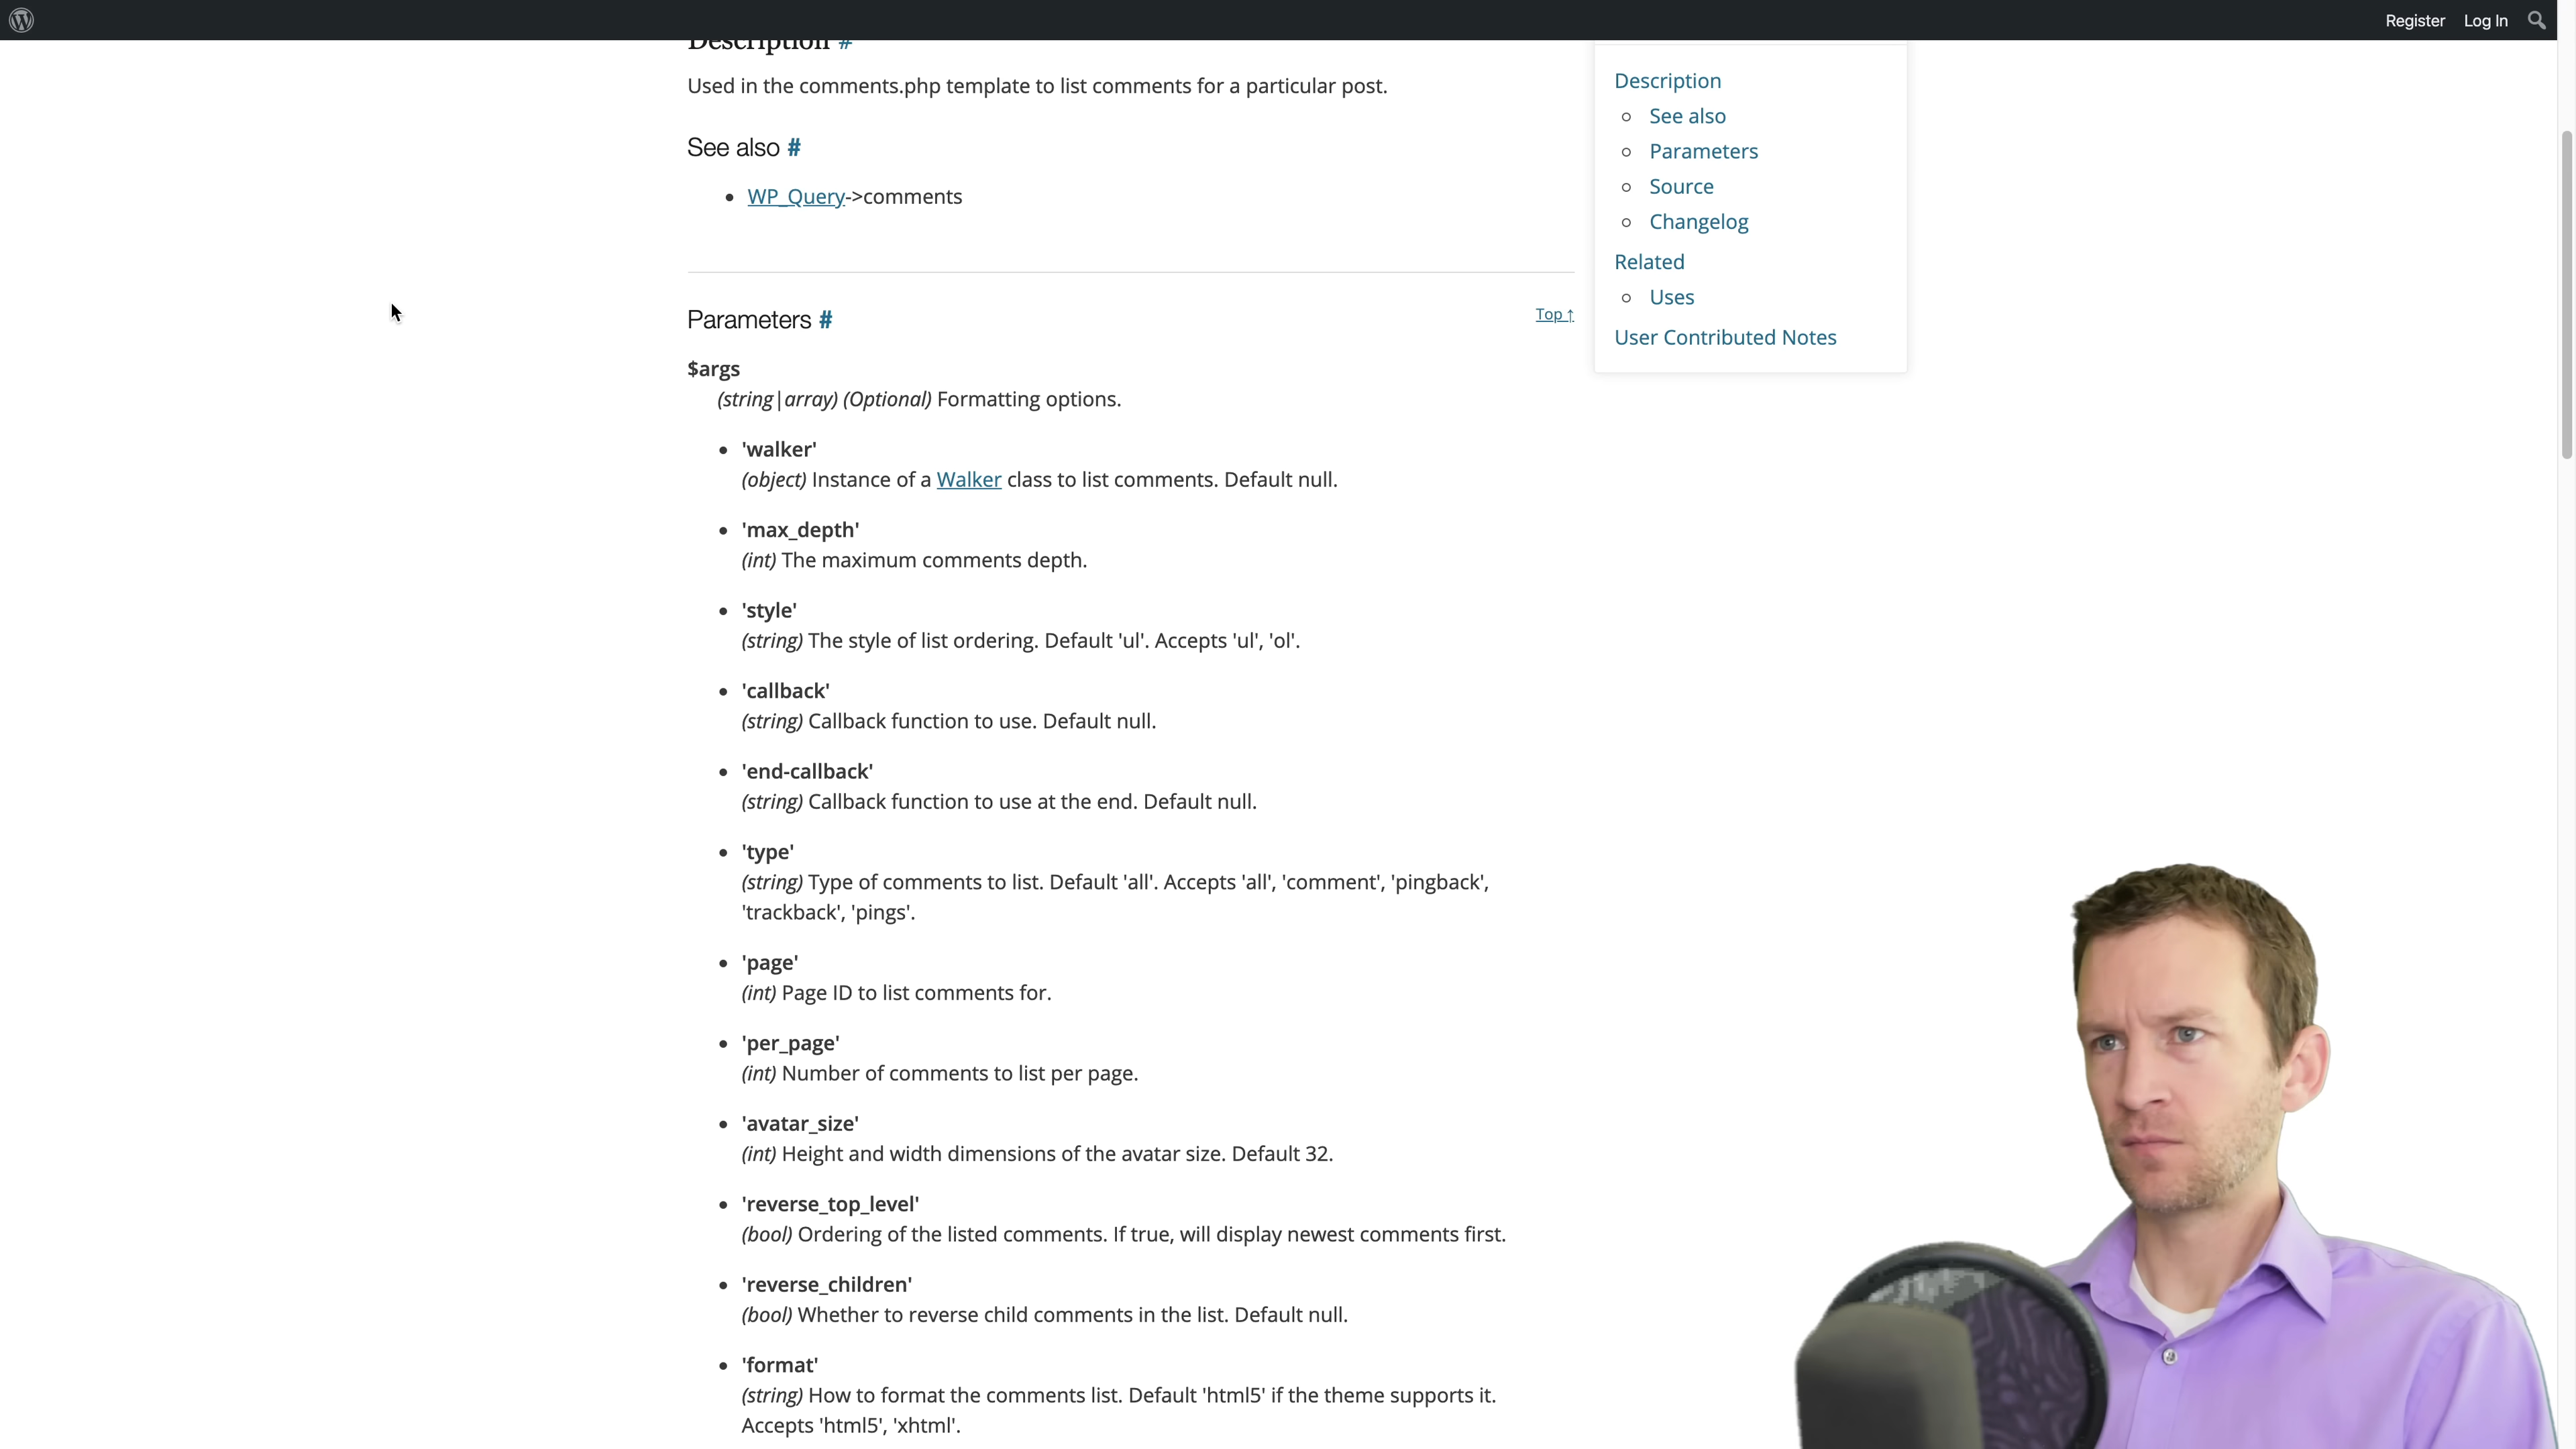 Register Log In
Description #
Used in the comments.php template to list comments for a particular post.
See also #
WP_Query->comments
Parameters #
Top ↑
$args
(string|array) (Optional) Formatting options.
'walker'
(object) Instance of a Walker class to list comments. Default null.
'max_depth'
(int) The maximum comments depth.
'style'
(string) The style of list ordering. Default 'ul'. Accepts 'ul', 'ol'.
'callback'
(string) Callback function to use. Default null.
'end-callback'
(string) Callback function to use at the end. Default null.
'type'
(string) Type of comments to list. Default 'all'. Accepts 'all', 'comment', 'pingback',
'trackback', 'pings'.
'page'
(int) Page ID to list comments for.
'per_page'
(int) Number of comments to list per page.
'avatar_size'
(int) Height and width dimensions of the avatar size. Default 32.
'reverse_top_level'
(bool) Ordering of the listed comments. If true, will display newest comments first.
'reverse_children'
(bool) Whether to reverse child comments in the list. Default null.
'format'
(string) How to format the comments list. Default 'html5' if the theme supports it.
Accepts 'html5', 'xhtml'.
Description
See also
Parameters
Source
Changelog
Related
Uses
User Contributed Notes